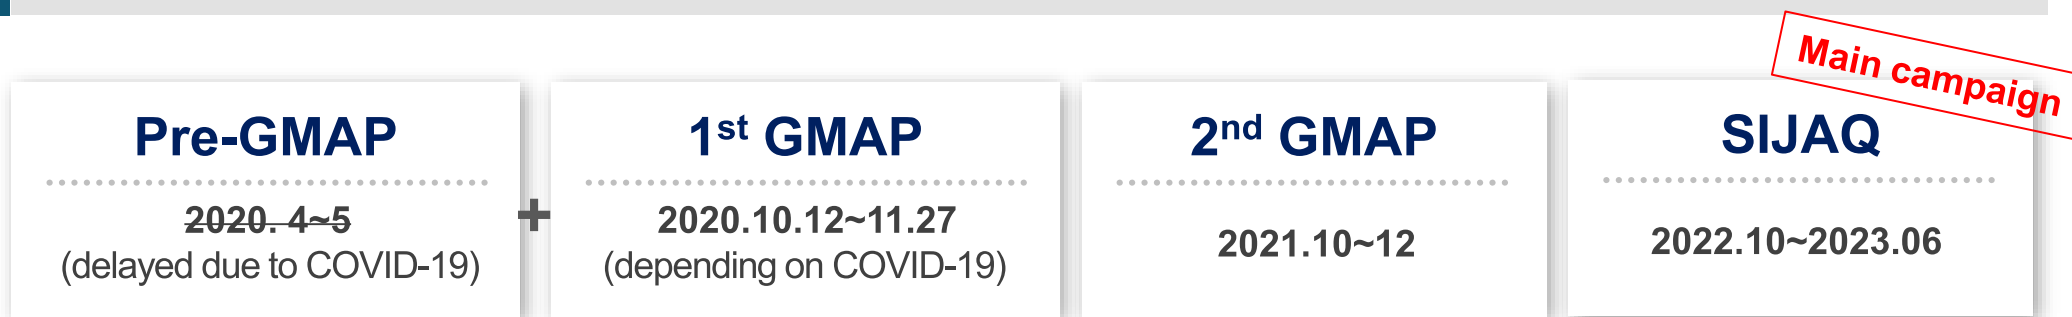 Main campaign
Pre-GMAP
2020. 4~5
(delayed due to COVID-19)
+
1st GMAP
2020.10.12~11.27
(depending on COVID-19)
2nd GMAP
2021.10~12
SIJAQ
2022.10~2023.06